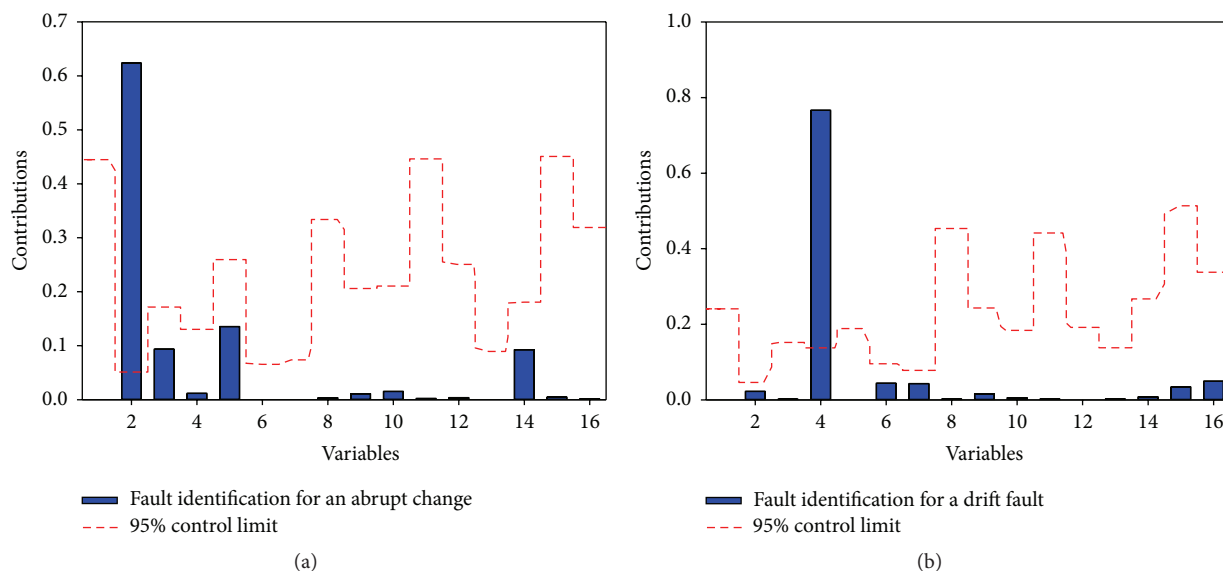 0.7
0.6
0.5
0.4
0.3
0.2
0.1
0.0
Contributions
2 4 6 8 10 12 14 16
Variables
Fault identification for an abrupt change
95% control limit
(a)
1.0
0.8
0.6
0.4
0.2
0.0
Contributions
2 4 6 8 10 12 14 16
Variables
Fault identification for a drift fault
95% control limit
(b)